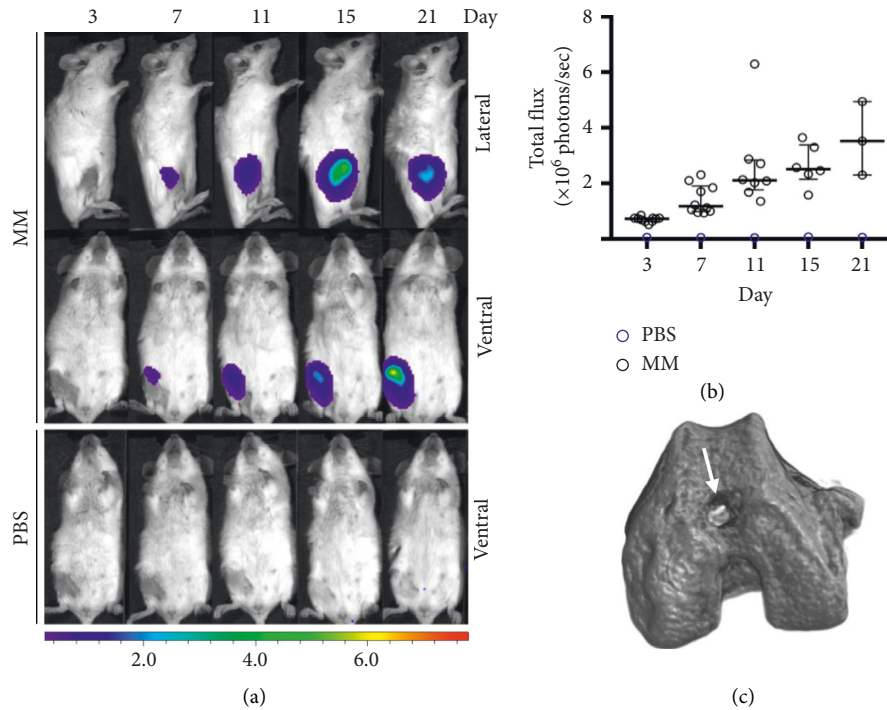 3 7 11 15 21 Day
MM
Lateral
Ventral
PBS
Ventral
2.0 4.0 6.0
(a)
Total flux
(×10⁶ photons/sec)
8
6
4
2
3 7 11 15 21
Day
PBS
MM
(b)
(c)